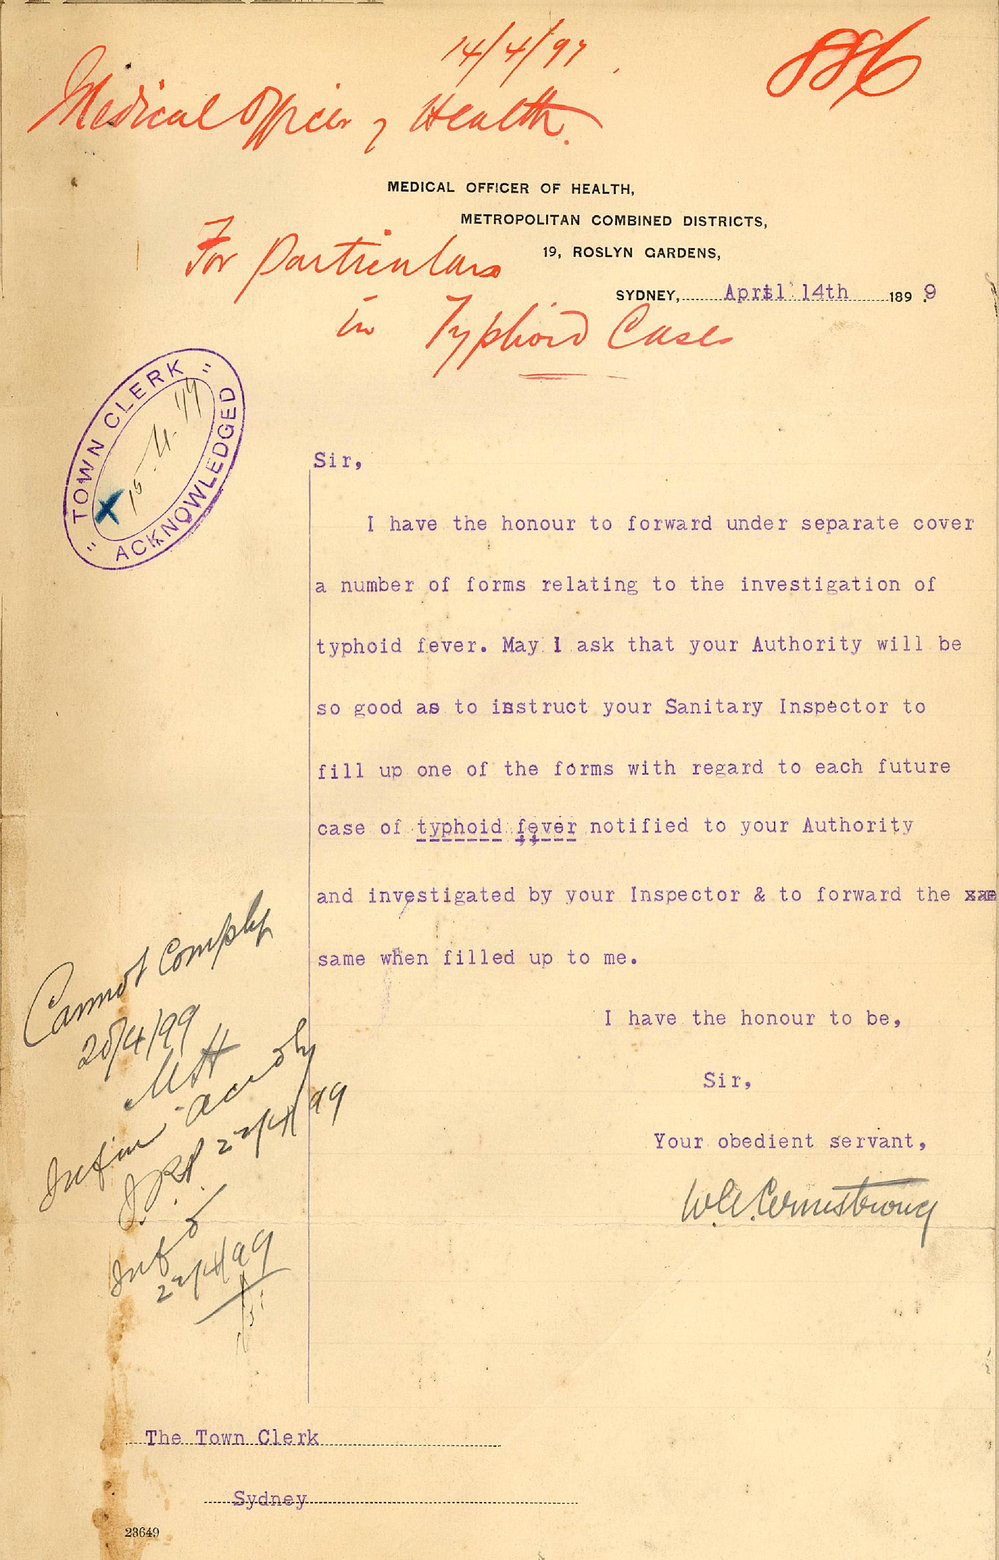 14/4/99
886
Medical Officer of Health.
MEDICAL OFFICER OF HEALTH,
METROPOLITAN COMBINED DISTRICTS,
19, ROSLYN GARDENS,
For Particulars
SYDNEY, April 14th 1899
in Typhoid Cases
"TOWN CLERK"
15.4.99
ACKNOWLEDGED
Sir,
I have the honour to forward under separate cover
a number of forms relating to the investigation of
typhoid fever. May I ask that your Authority will be
so good as to instruct your Sanitary Inspector to
fill up one of the forms with regard to each future
case of typhoid fever notified to your Authority
and investigated by your Inspector & to forward the
same when filled up to me.
I have the honour to be,
Sir,
Your obedient servant,
W.G. Armstrong
Cannot Comply
20/4/99
Inform
22/4/99
Infd
22/4/99
The Town Clerk
Sydney
23649